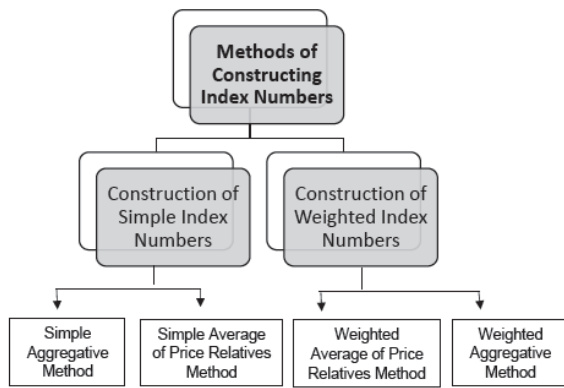 Methods of
Constructing
Index Numbers
Construction of
Simple Index
Numbers
Construction of
Weighted Index
Numbers
Simple
Aggregative
Method
Simple Average
of Price Relatives
Method
Weighted
Average of Price
Relatives Method
Weighted
Aggregative
Method